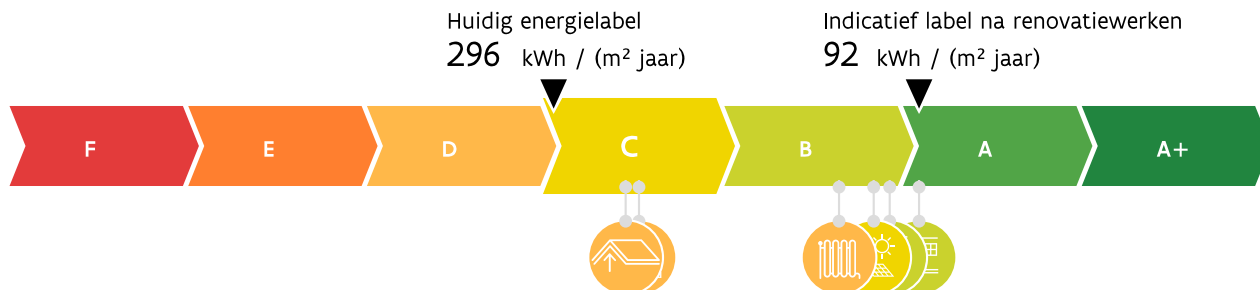 Huidig energielabel
296 kWh / (m² jaar)
Indicatief label na renovatiewerken
92 kWh / (m² jaar)
F E D C B A A+